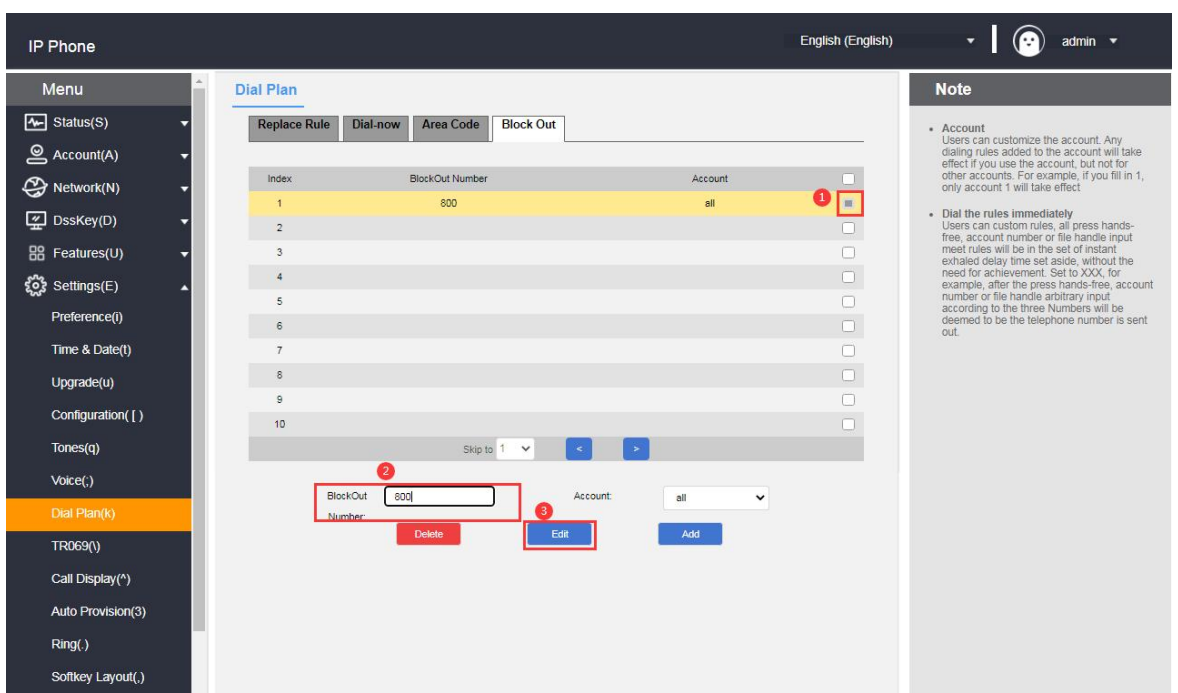 IP Phone
English (English)
admin
Menu
Status(S)
Account(A)
Network(N)
DssKey(D)
Features(U)
Settings(E)
Preference(i)
Time & Date(t)
Upgrade(u)
Configuration( [ )
Tones(q)
Voice(;)
Dial Plan(k)
TR069(\)
Call Display(^)
Auto Provision(3)
Ring(.)
Softkey Layout(,)
Dial Plan
Replace Rule Dial-now Area Code Block Out
Index BlockOut Number Account
1 800 all
1
2
3
4
5
6
7
8
9
10
Skip to 1 < >
2
BlockOut 800 Account: all
Number:
3
Delete Edit Add
Note
Account
Users can customize the account. Any
dialing rules added to the account will take
effect if you use the account, but not for
other accounts. For example, if you fill in 1,
only account 1 will take effect
Dial the rules immediately
Users can custom rules, all press hands-
free, account number or file handle input
meet rules will be in the set of instant
exhaled delay time set aside, without the
need for achievement. Set to XXX, for
example, after the press hands-free, account
number or file handle arbitrary input
according to the three Numbers will be
deemed to be the telephone number is sent
out.